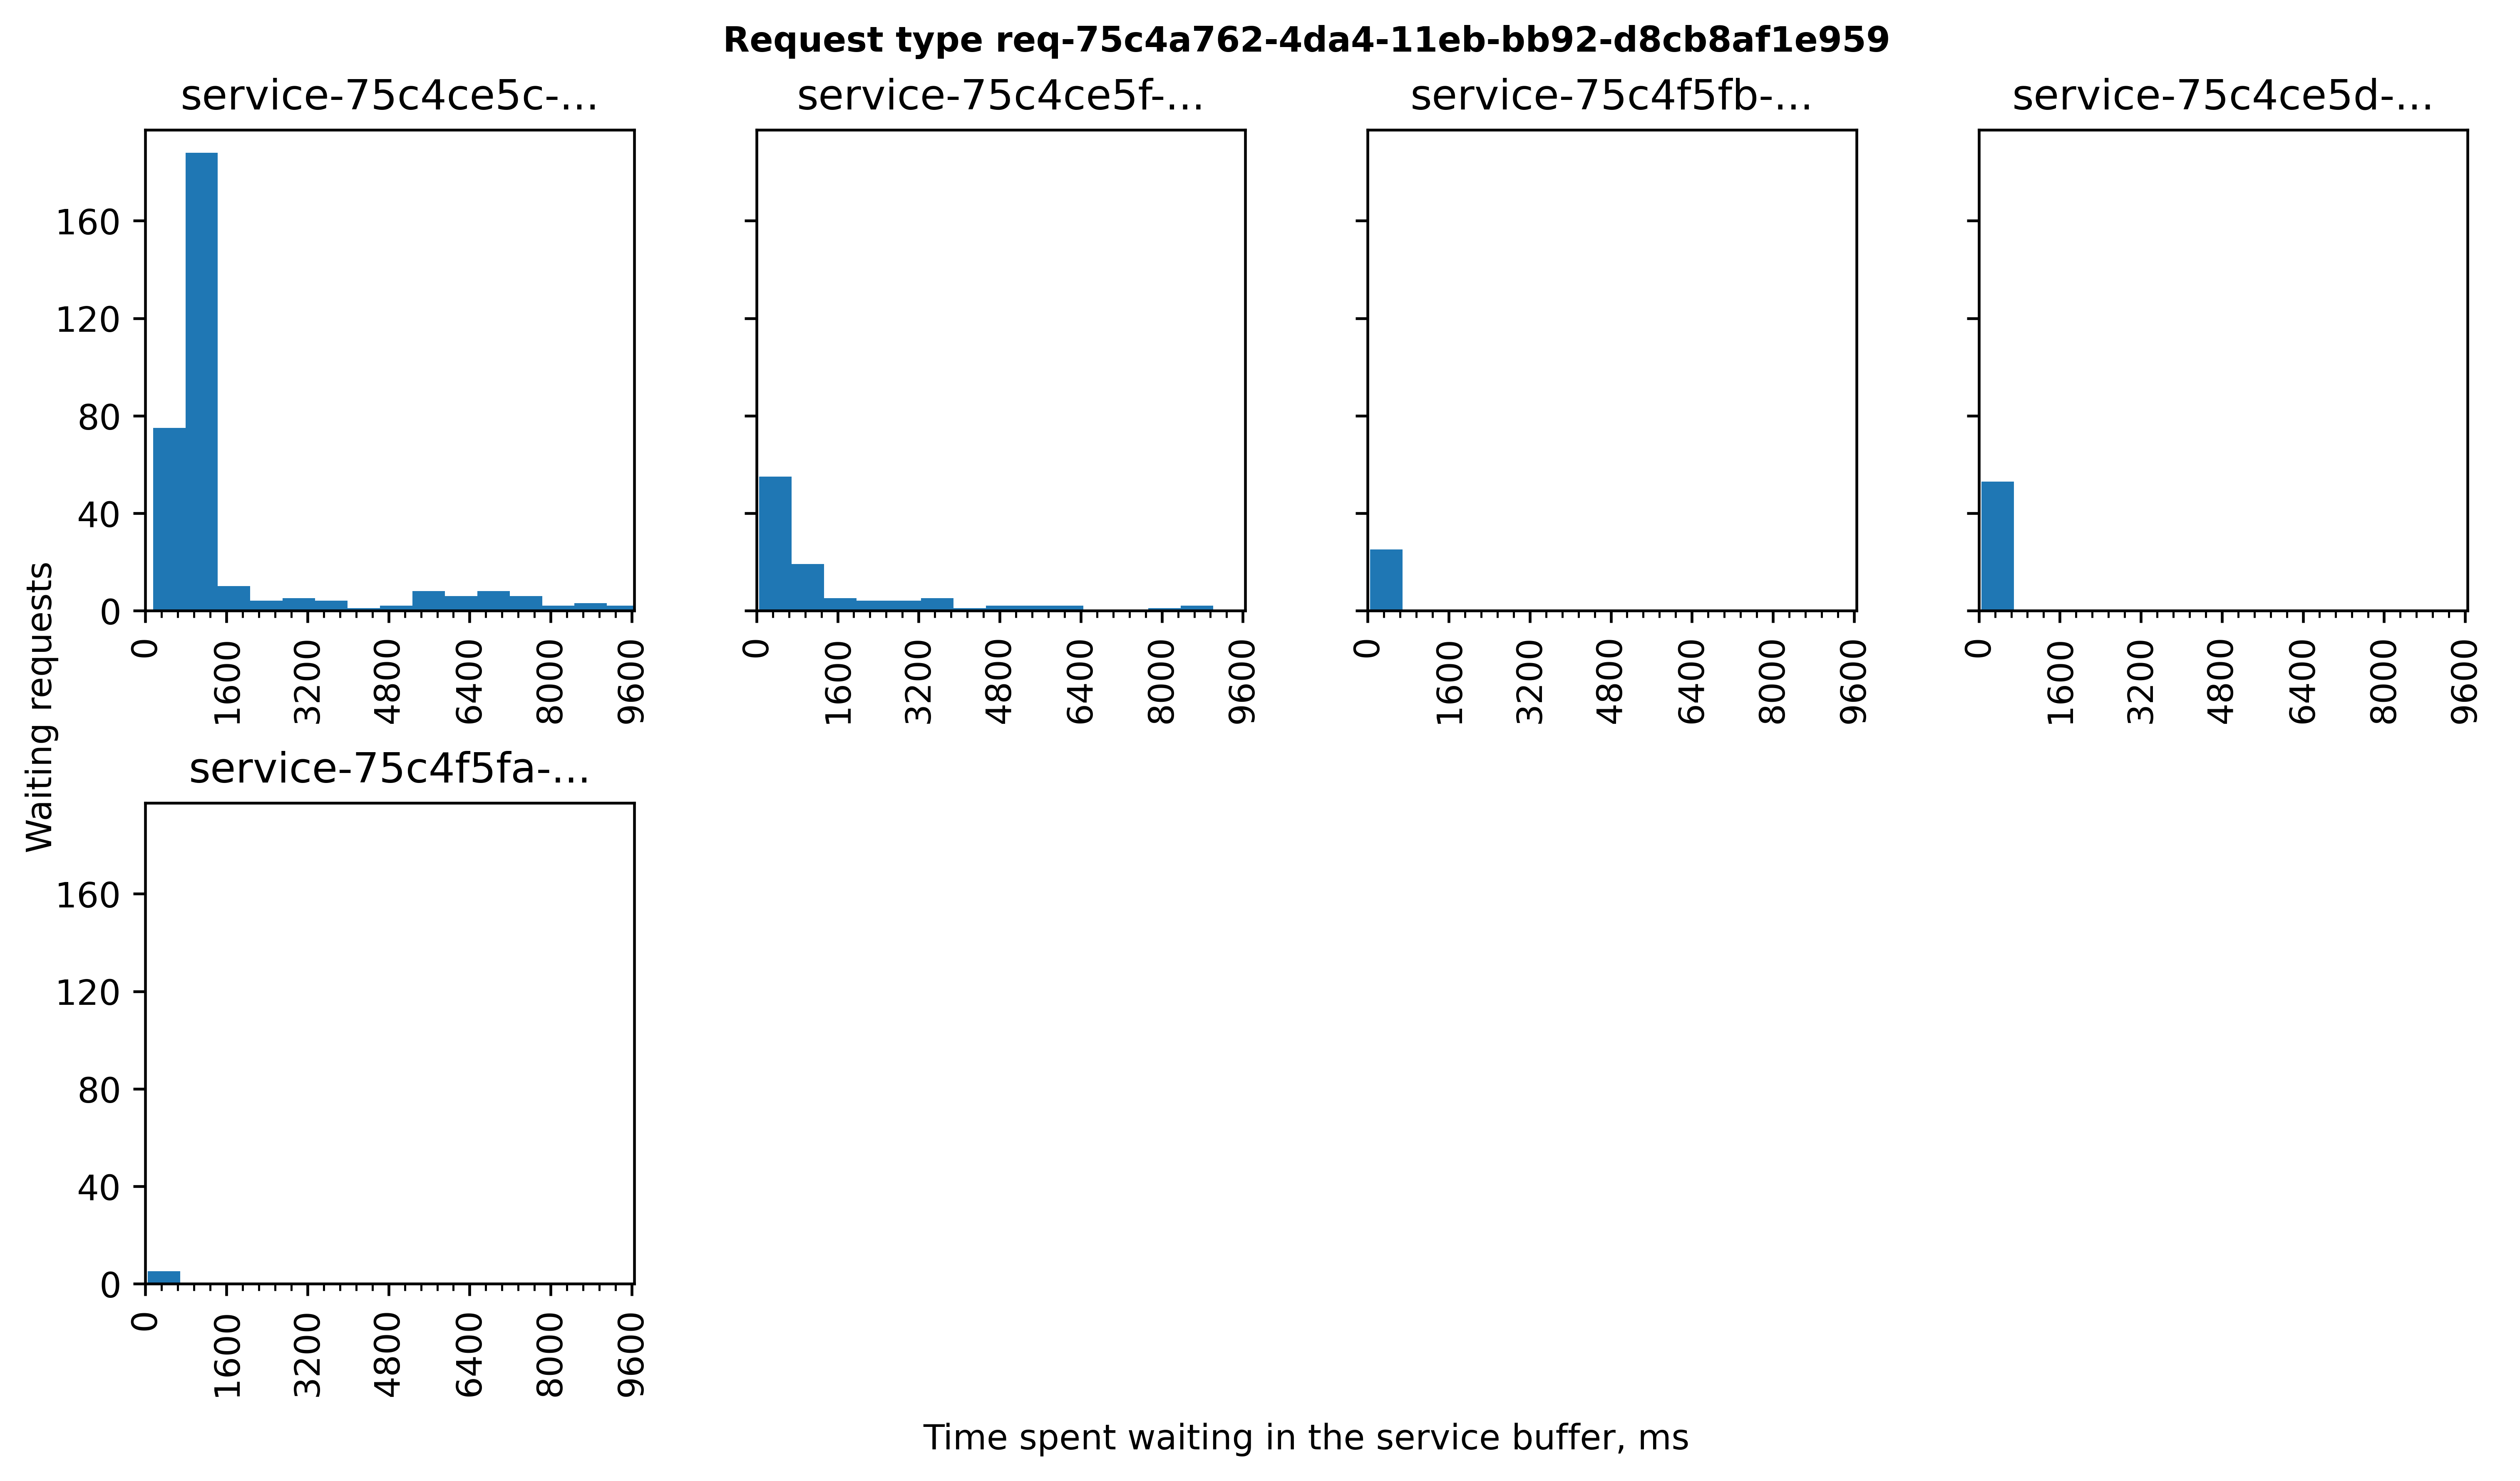 Request type req-75c4a762-4da4-11eb-bb92-d8cb8af1e959
service-75c4ce5c-...
service-75c4ce5f-...
service-75c4f5fb-...
service-75c4ce5d-...
160
120
80
40
0
0 1600 3200 4800 6400 8000 9600
0 1600 3200 4800 6400 8000 9600
0 1600 3200 4800 6400 8000 9600
0 1600 3200 4800 6400 8000 9600
Waiting requests
service-75c4f5fa-...
160
120
80
40
0
0 1600 3200 4800 6400 8000 9600
Time spent waiting in the service buffer, ms